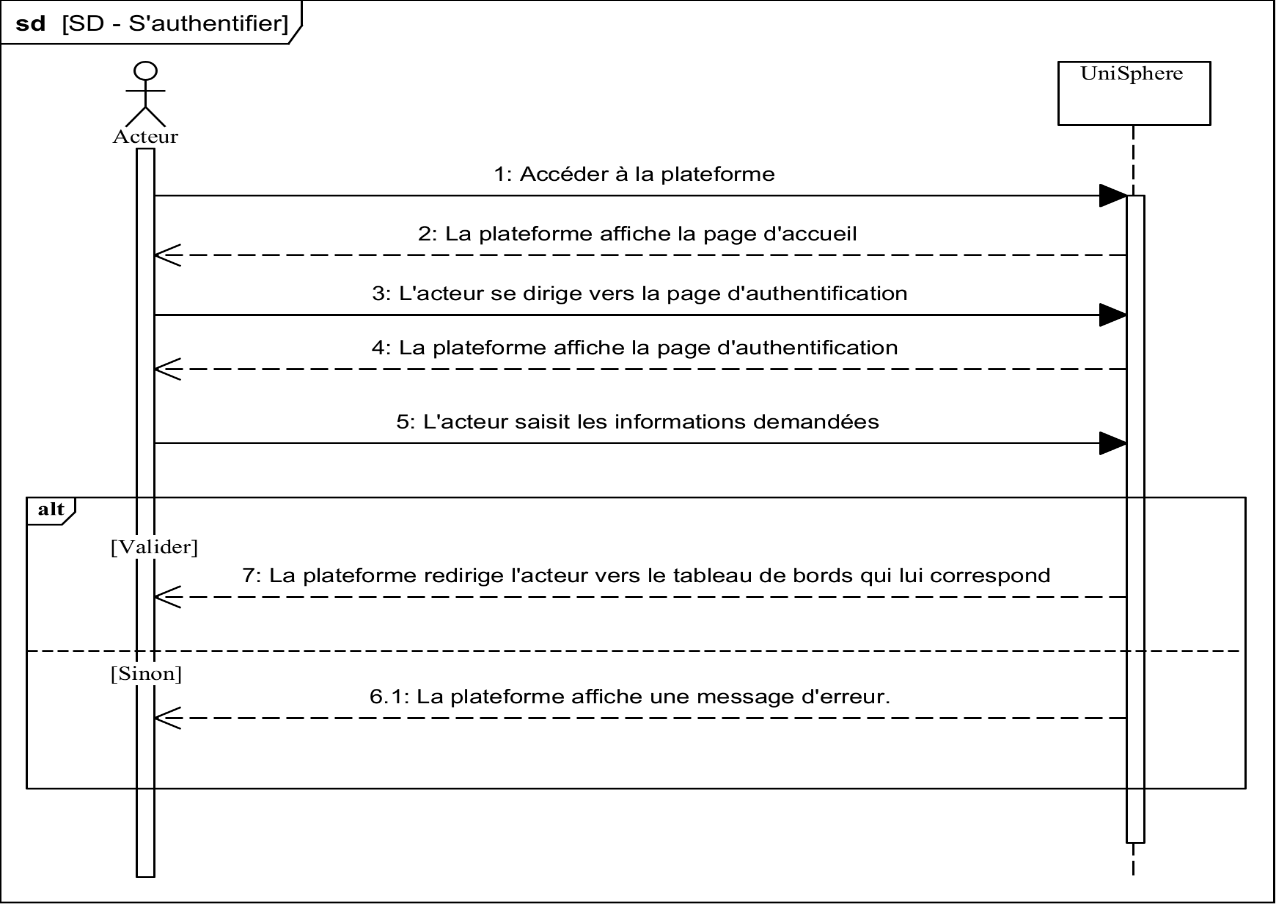 sd [SD - S'authentifier]
UniSphere
Acteur
1: Accéder à la plateforme
2: La plateforme affiche la page d'accueil
3: L'acteur se dirige vers la page d'authentification
4: La plateforme affiche la page d'authentification
5: L'acteur saisit les informations demandées
alt
[Valider]
7: La plateforme redirige l'acteur vers le tableau de bords qui lui correspond
[Sinon]
6.1: La plateforme affiche une message d'erreur.